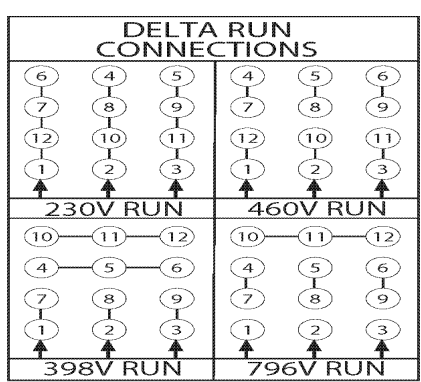 DELTA RUN
CONNECTIONS
6 4 5
7 8 9
12 10 11
1 2 3
230V RUN
4 5 6
7 8 9
12 10 11
1 2 3
460V RUN
10 11 12
4 5 6
7 8 9
1 2 3
398V RUN
10 11 12
4 5 6
7 8 9
1 2 3
796V RUN